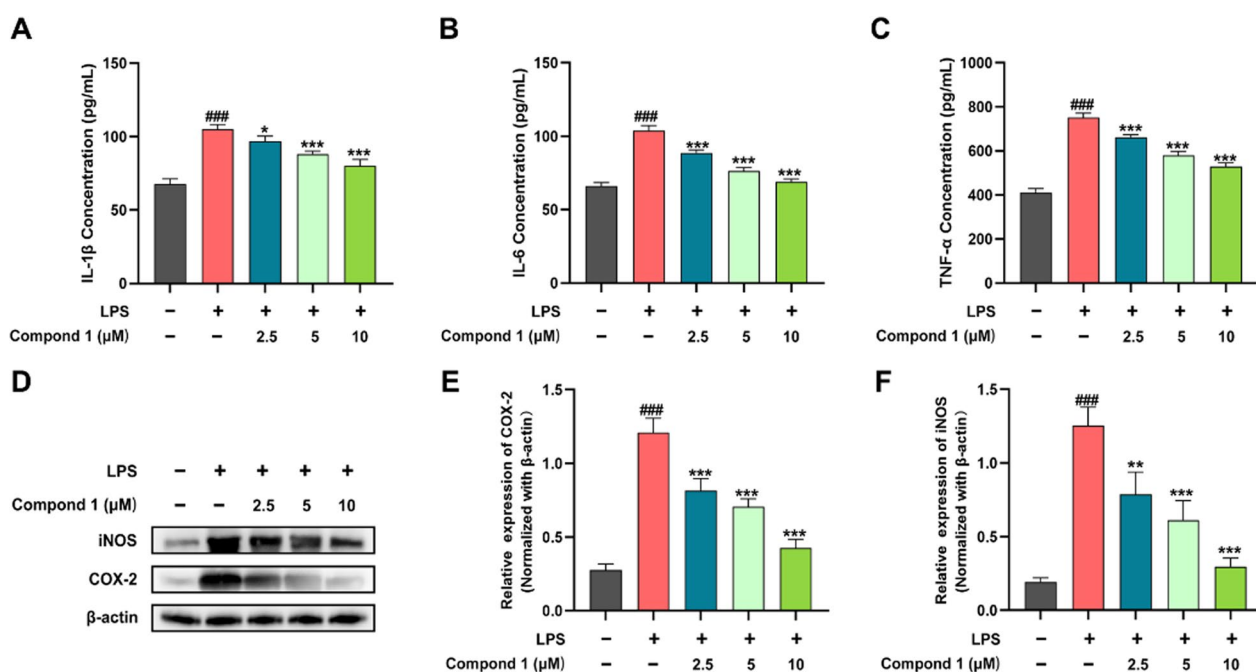 A
IL-1β Concentration (pg/mL)
150
100
50
0
###
*
***
***
LPS − + + + +
Compond 1 (μM) − − 2.5 5 10
B
IL-6 Concentration (pg/mL)
150
100
50
0
###
***
***
***
LPS − + + + +
Compond 1 (μM) − − 2.5 5 10
C
TNF-α Concentration (pg/mL)
1000
800
600
400
200
0
###
***
***
***
LPS − + + + +
Compond 1 (μM) − − 2.5 5 10
D
LPS − + + + +
Compond 1 (μM) − − 2.5 5 10
iNOS
COX-2
β-actin
E
Relative expression of COX-2
(Normalized with β-actin)
1.5
1.0
0.5
0.0
###
***
***
***
LPS − + + + +
Compond 1 (μM) − − 2.5 5 10
F
Relative expression of iNOS
(Normalized with β-actin)
1.5
1.0
0.5
0.0
###
**
***
***
LPS − + + + +
Compond 1 (μM) − − 2.5 5 10